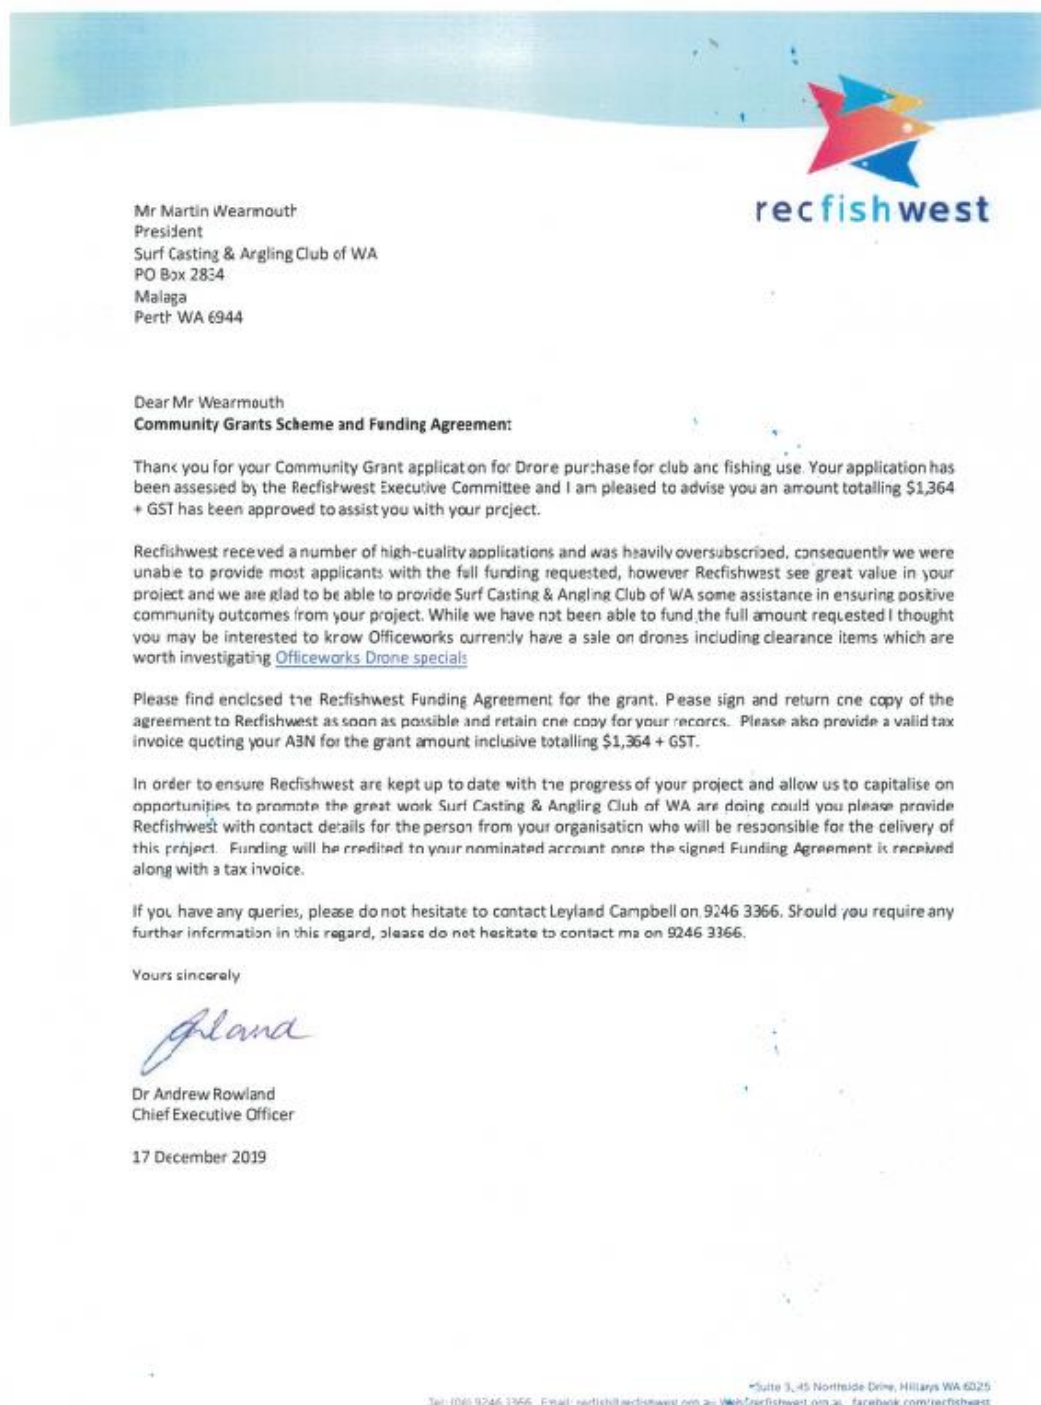 recfishwest
Mr Martin Wearmouth
President
Surf Casting & Angling Club of WA
PO Box 2834
Malaga
Perth WA 6944
Dear Mr Wearmouth
Community Grants Scheme and Funding Agreement
Thank you for your Community Grant application for Drone purchase for club and fishing use. Your application has
been assessed by the Recfishwest Executive Committee and I am pleased to advise you an amount totalling $1,364
+ GST has been approved to assist you with your project.
Recfishwest received a number of high-quality applications and was heavily oversubscribed, consequently we were
unable to provide most applicants with the full funding requested, however Recfishwest see great value in your
project and we are glad to be able to provide Surf Casting & Angling Club of WA some assistance in ensuring positive
community outcomes from your project. While we have not been able to fund the full amount requested I thought
you may be interested to know Officeworks currently have a sale on drones including clearance items which are
worth investigating Officeworks Drone specials
Please find enclosed the Recfishwest Funding Agreement for the grant. Please sign and return one copy of the
agreement to Recfishwest as soon as possible and retain one copy for your records. Please also provide a valid tax
invoice quoting your ABN for the grant amount inclusive totalling $1,364 + GST.
In order to ensure Recfishwest are kept up to date with the progress of your project and allow us to capitalise on
opportunities to promote the great work Surf Casting & Angling Club of WA are doing could you please provide
Recfishwest with contact details for the person from your organisation who will be responsible for the delivery of
this project. Funding will be credited to your nominated account once the signed Funding Agreement is received
along with a tax invoice.
If you have any queries, please do not hesitate to contact Leyland Campbell on 9246 3366. Should you require any
further information in this regard, please do not hesitate to contact me on 9246 3366.
Yours sincerely
Dr Andrew Rowland
Chief Executive Officer
17 December 2019
Suite 3, 45 Northside Drive, Hillarys WA 6025
Tel: (08) 9246 3366 Email: recfish@recfishwest.org.au Web: recfishwest.org.au facebook.com/recfishwest